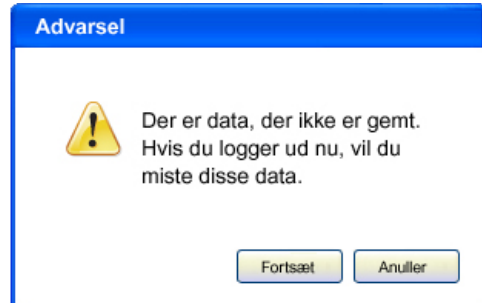 Advarsel
Der er data, der ikke er gemt.
Hvis du logger ud nu, vil du
miste disse data.
Fortsæt Anuller